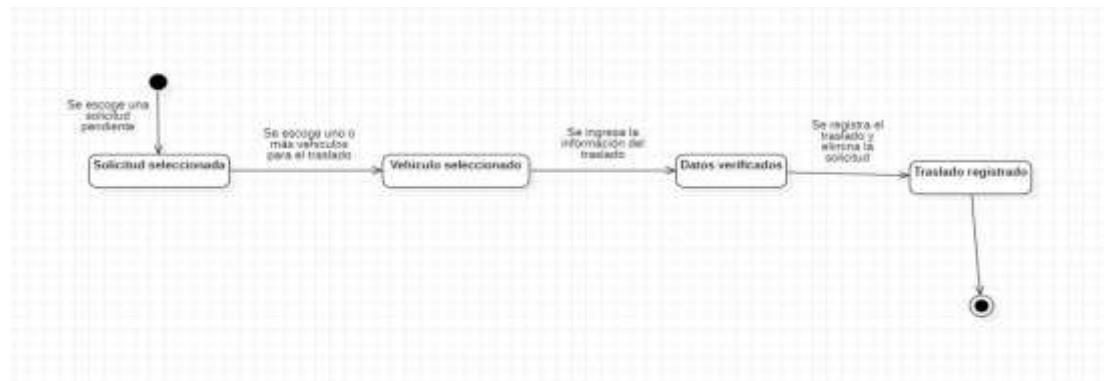 Se escoge una
solicitud
pendiente
Solicitud seleccionada
Se escoge uno o
más vehículos
para el traslado
Vehículo seleccionado
Se ingresa la
información del
traslado
Datos verificados
Se registra el
traslado y
elimina la
solicitud
Traslado registrado